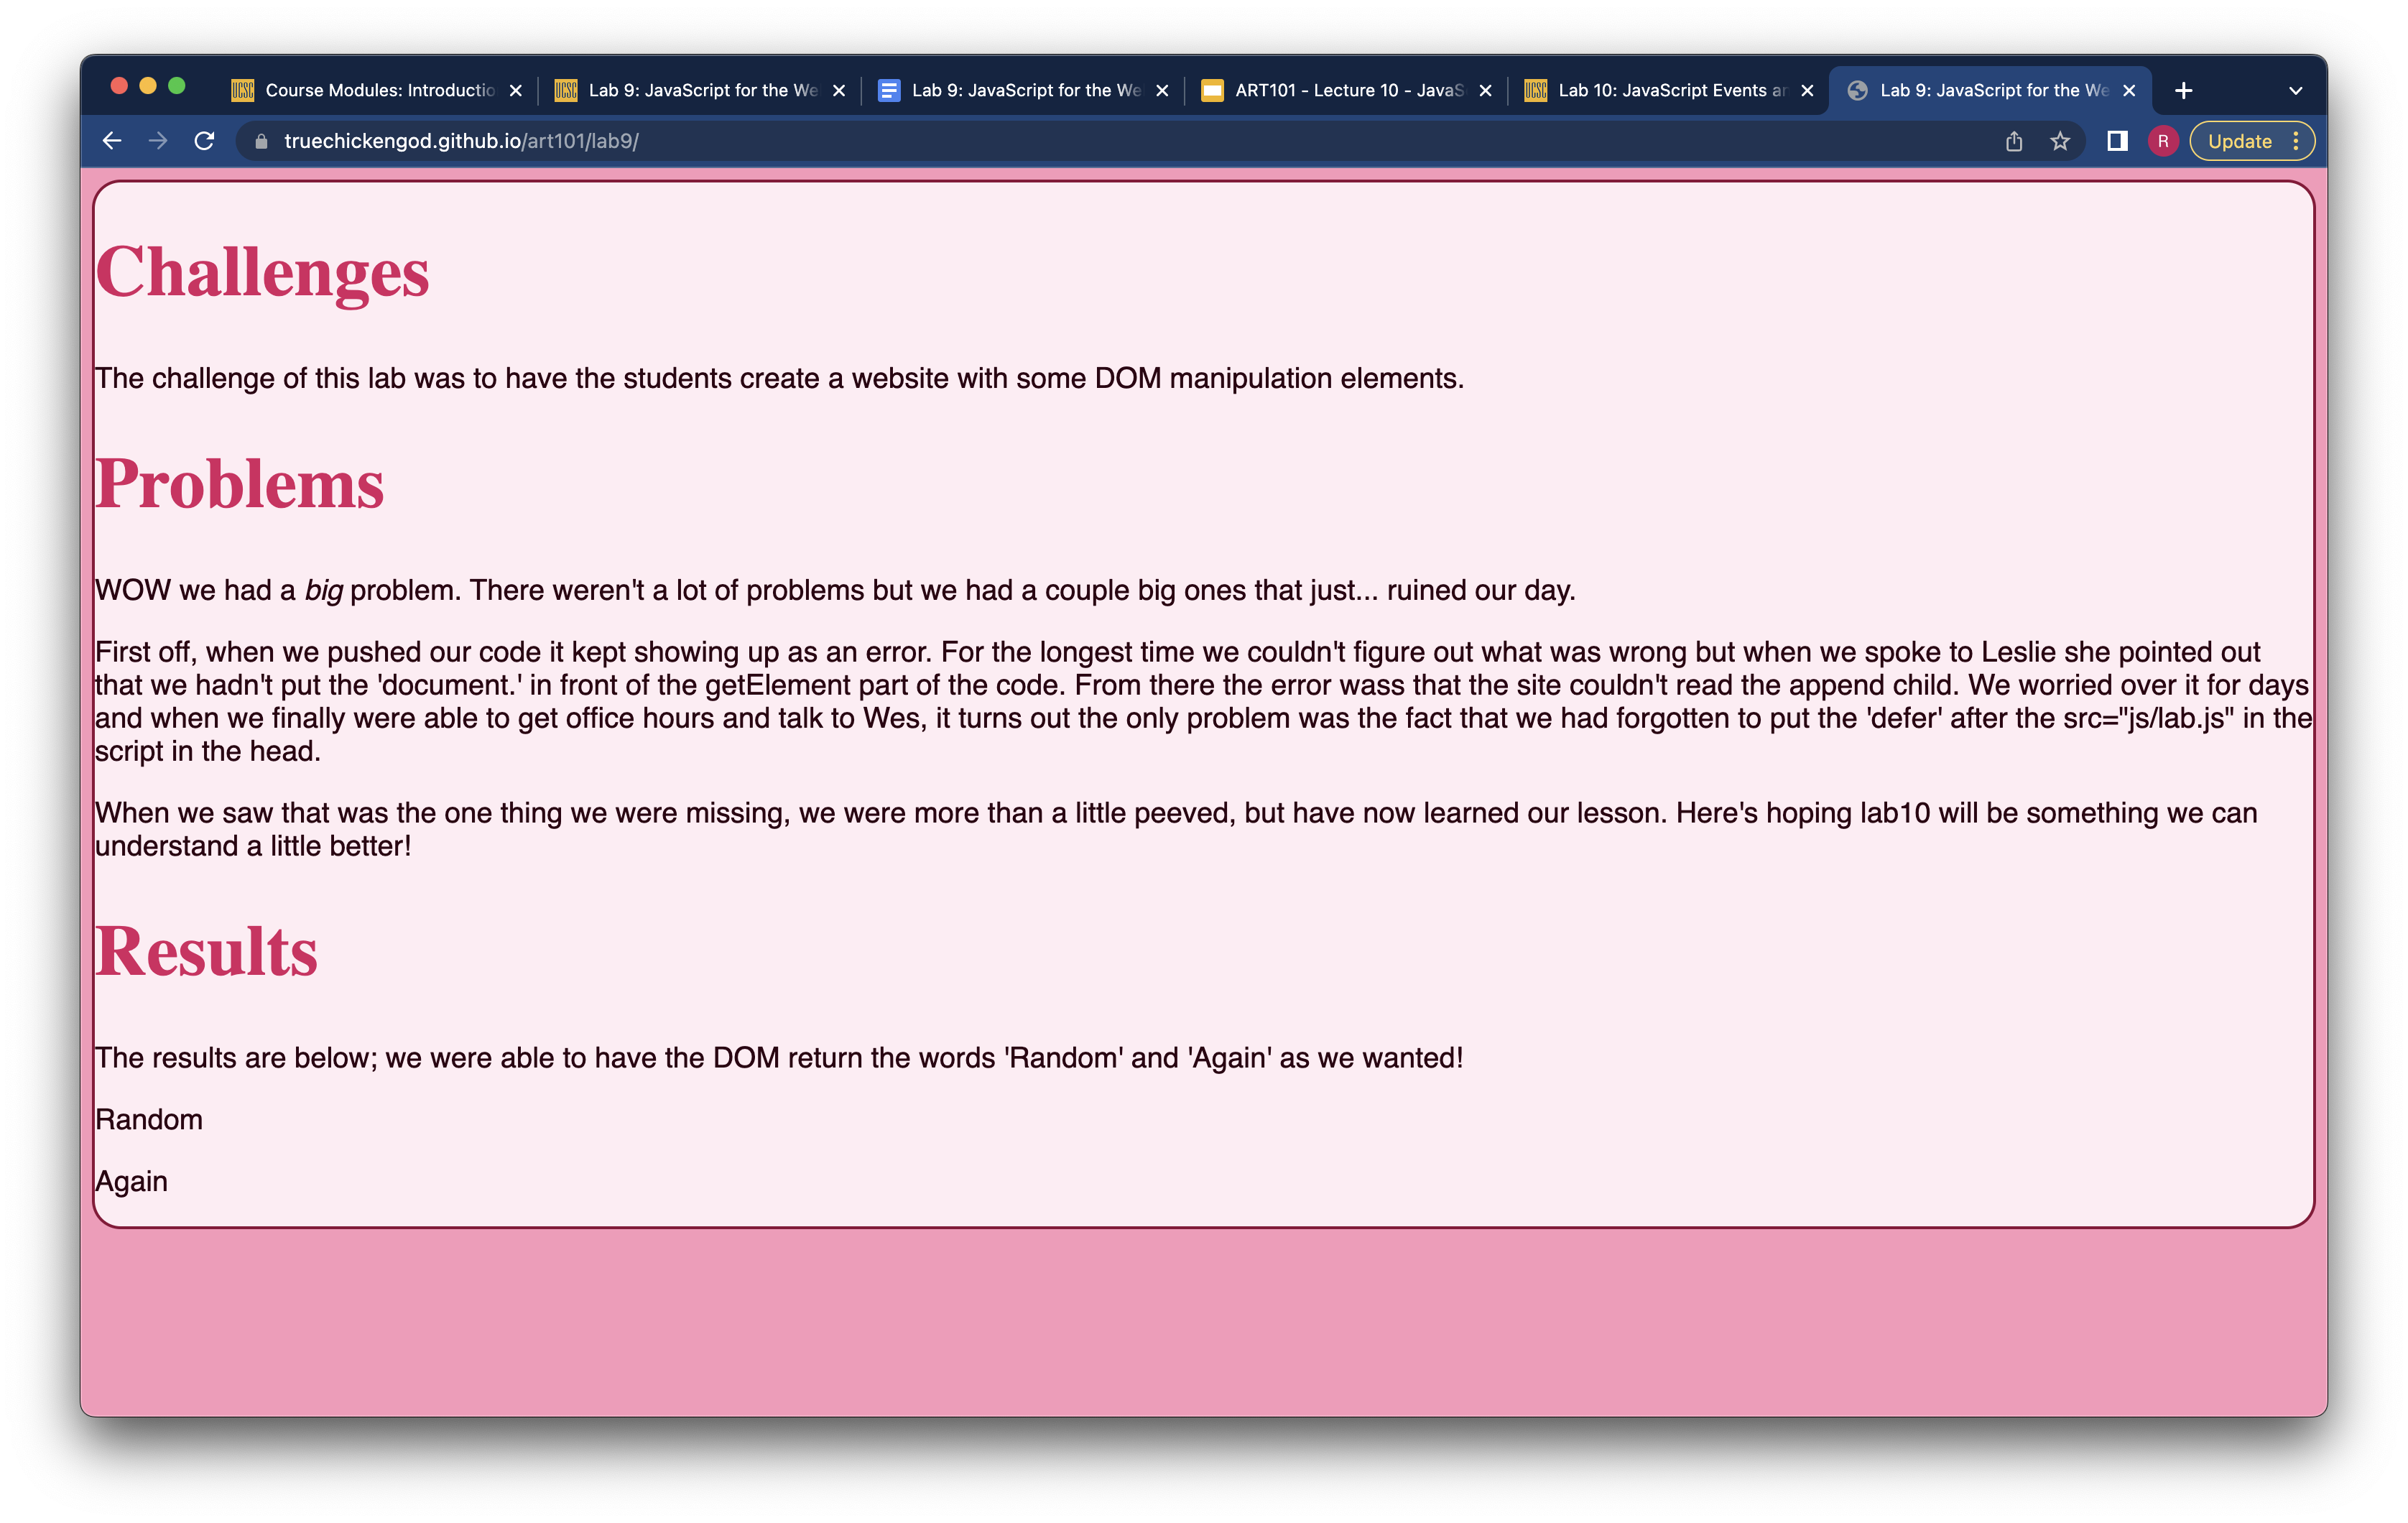 UCSC Course Modules: Introductio
UCSC Lab 9: JavaScript for the We
Lab 9: JavaScript for the We
ART101 - Lecture 10 - JavaS
UCSC Lab 10: JavaScript Events an
Lab 9: JavaScript for the We
truechickengod.github.io/art101/lab9/
R
Update
Challenges
The challenge of this lab was to have the students create a website with some DOM manipulation elements.
Problems
WOW we had a big problem. There weren't a lot of problems but we had a couple big ones that just... ruined our day.
First off, when we pushed our code it kept showing up as an error. For the longest time we couldn't figure out what was wrong but when we spoke to Leslie she pointed out
that we hadn't put the 'document.' in front of the getElement part of the code. From there the error wass that the site couldn't read the append child. We worried over it for days
and when we finally were able to get office hours and talk to Wes, it turns out the only problem was the fact that we had forgotten to put the 'defer' after the src="js/lab.js" in the
script in the head.
When we saw that was the one thing we were missing, we were more than a little peeved, but have now learned our lesson. Here's hoping lab10 will be something we can
understand a little better!
Results
The results are below; we were able to have the DOM return the words 'Random' and 'Again' as we wanted!
Random
Again